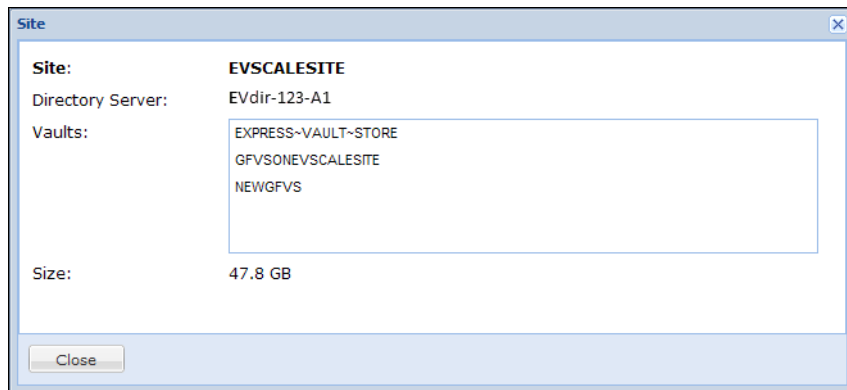 Site
Site: EVSCALESITE
Directory Server: EVdir-123-A1
Vaults: EXPRESS~VAULT~STORE
GFVSONEVSCALESITE
NEWGFVS
Size: 47.8 GB
Close